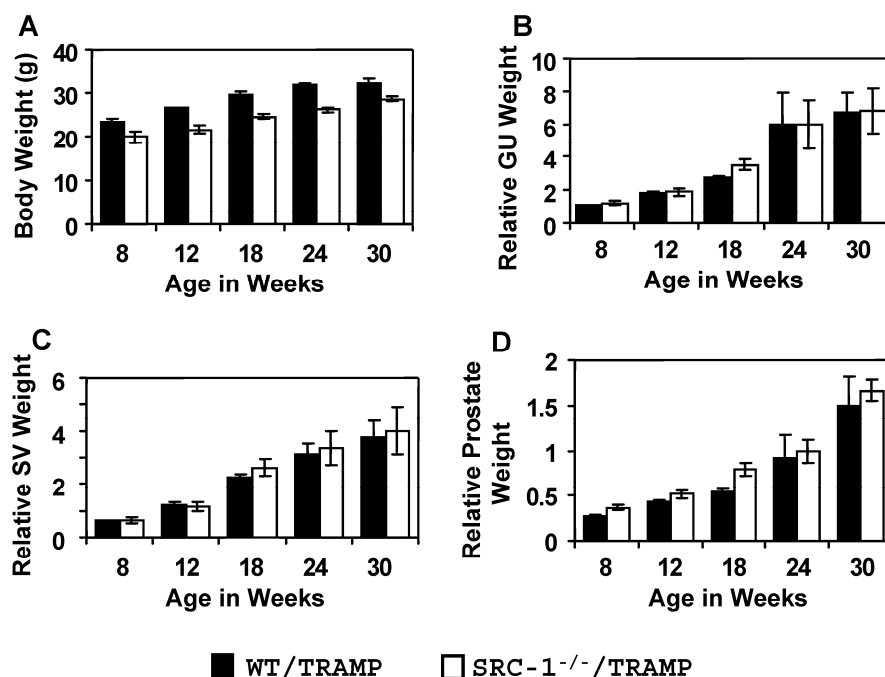 A
Body Weight (g)
40
30
20
10
0
8 12 18 24 30
Age in Weeks
B
Relative GU Weight
10
8
6
4
2
0
8 12 18 24 30
Age in Weeks
C
Relative SV Weight
6
4
2
0
8 12 18 24 30
Age in Weeks
D
Relative Prostate
Weight
2
1.5
1
0.5
0
8 12 18 24 30
Age in Weeks
WT/TRAMP
SRC-1-/-/TRAMP